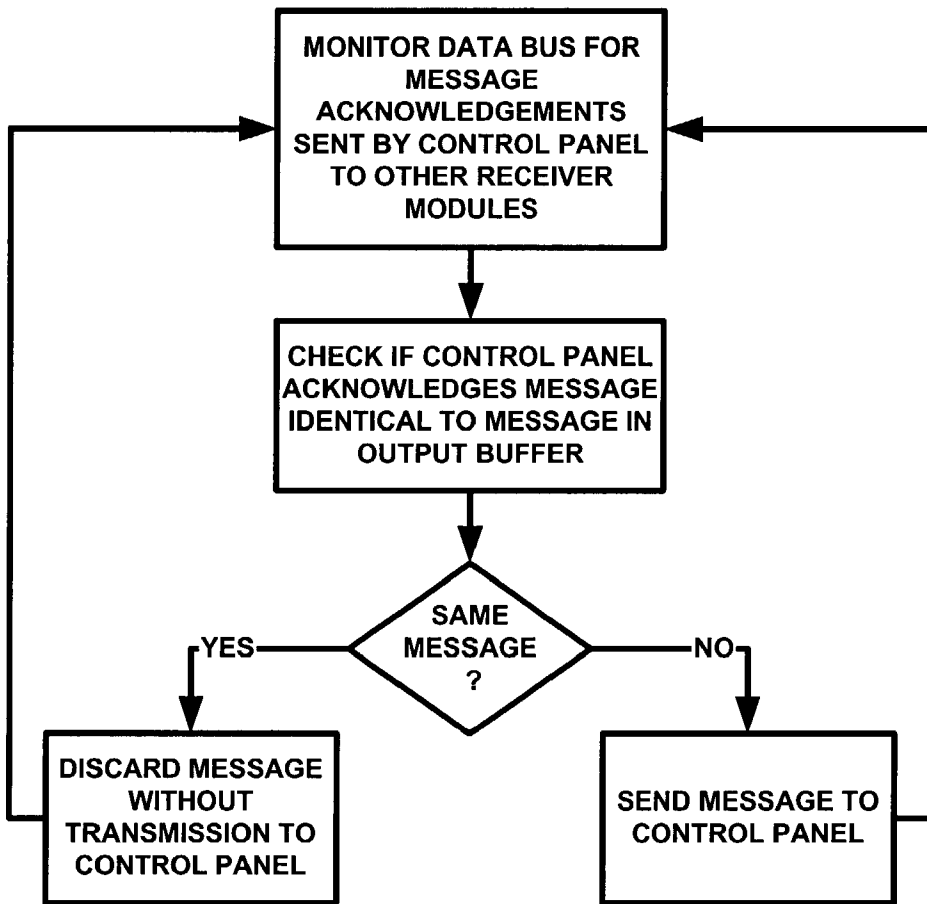 MONITOR DATA BUS FOR
MESSAGE
ACKNOWLEDGEMENTS
SENT BY CONTROL PANEL
TO OTHER RECEIVER
MODULES
CHECK IF CONTROL PANEL
ACKNOWLEDGES MESSAGE
IDENTICAL TO MESSAGE IN
OUTPUT BUFFER
SAME
MESSAGE
?
YES
NO
DISCARD MESSAGE
WITHOUT
TRANSMISSION TO
CONTROL PANEL
SEND MESSAGE TO
CONTROL PANEL